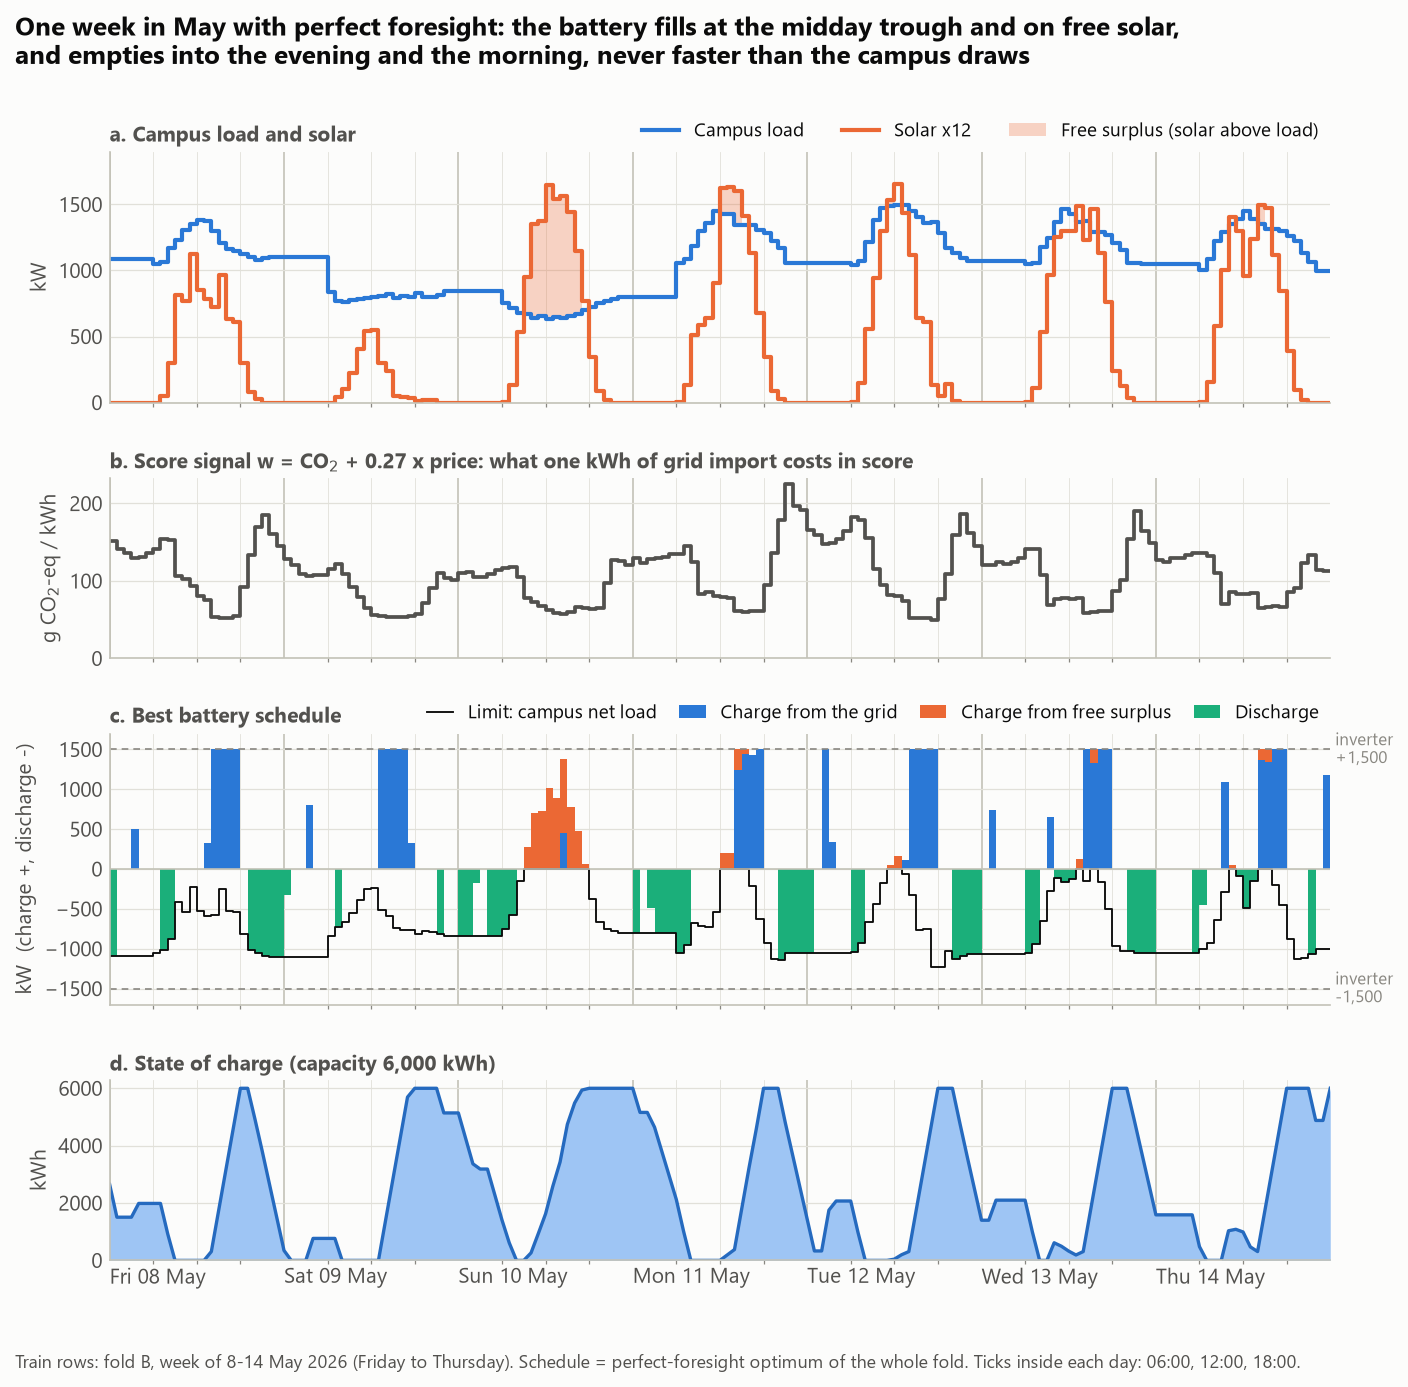 One week in May with perfect foresight: the battery fills at the midday trough and on free solar,
and empties into the evening and the morning, never faster than the campus draws
a. Campus load and solar
Campus load
Solar x12
Free surplus (solar above load)
kW
1500
1000
500
0
b. Score signal w = CO₂ + 0.27 x price: what one kWh of grid import costs in score
g CO₂-eq / kWh
200
100
0
c. Best battery schedule
Limit: campus net load
Charge from the grid
Charge from free surplus
Discharge
kW (charge +, discharge -)
1500
1000
500
0
−500
−1000
−1500
inverter
+1,500
inverter
-1,500
d. State of charge (capacity 6,000 kWh)
kWh
6000
4000
2000
0
Fri 08 May
Sat 09 May
Sun 10 May
Mon 11 May
Tue 12 May
Wed 13 May
Thu 14 May
Train rows: fold B, week of 8-14 May 2026 (Friday to Thursday). Schedule = perfect-foresight optimum of the whole fold. Ticks inside each day: 06:00, 12:00, 18:00.